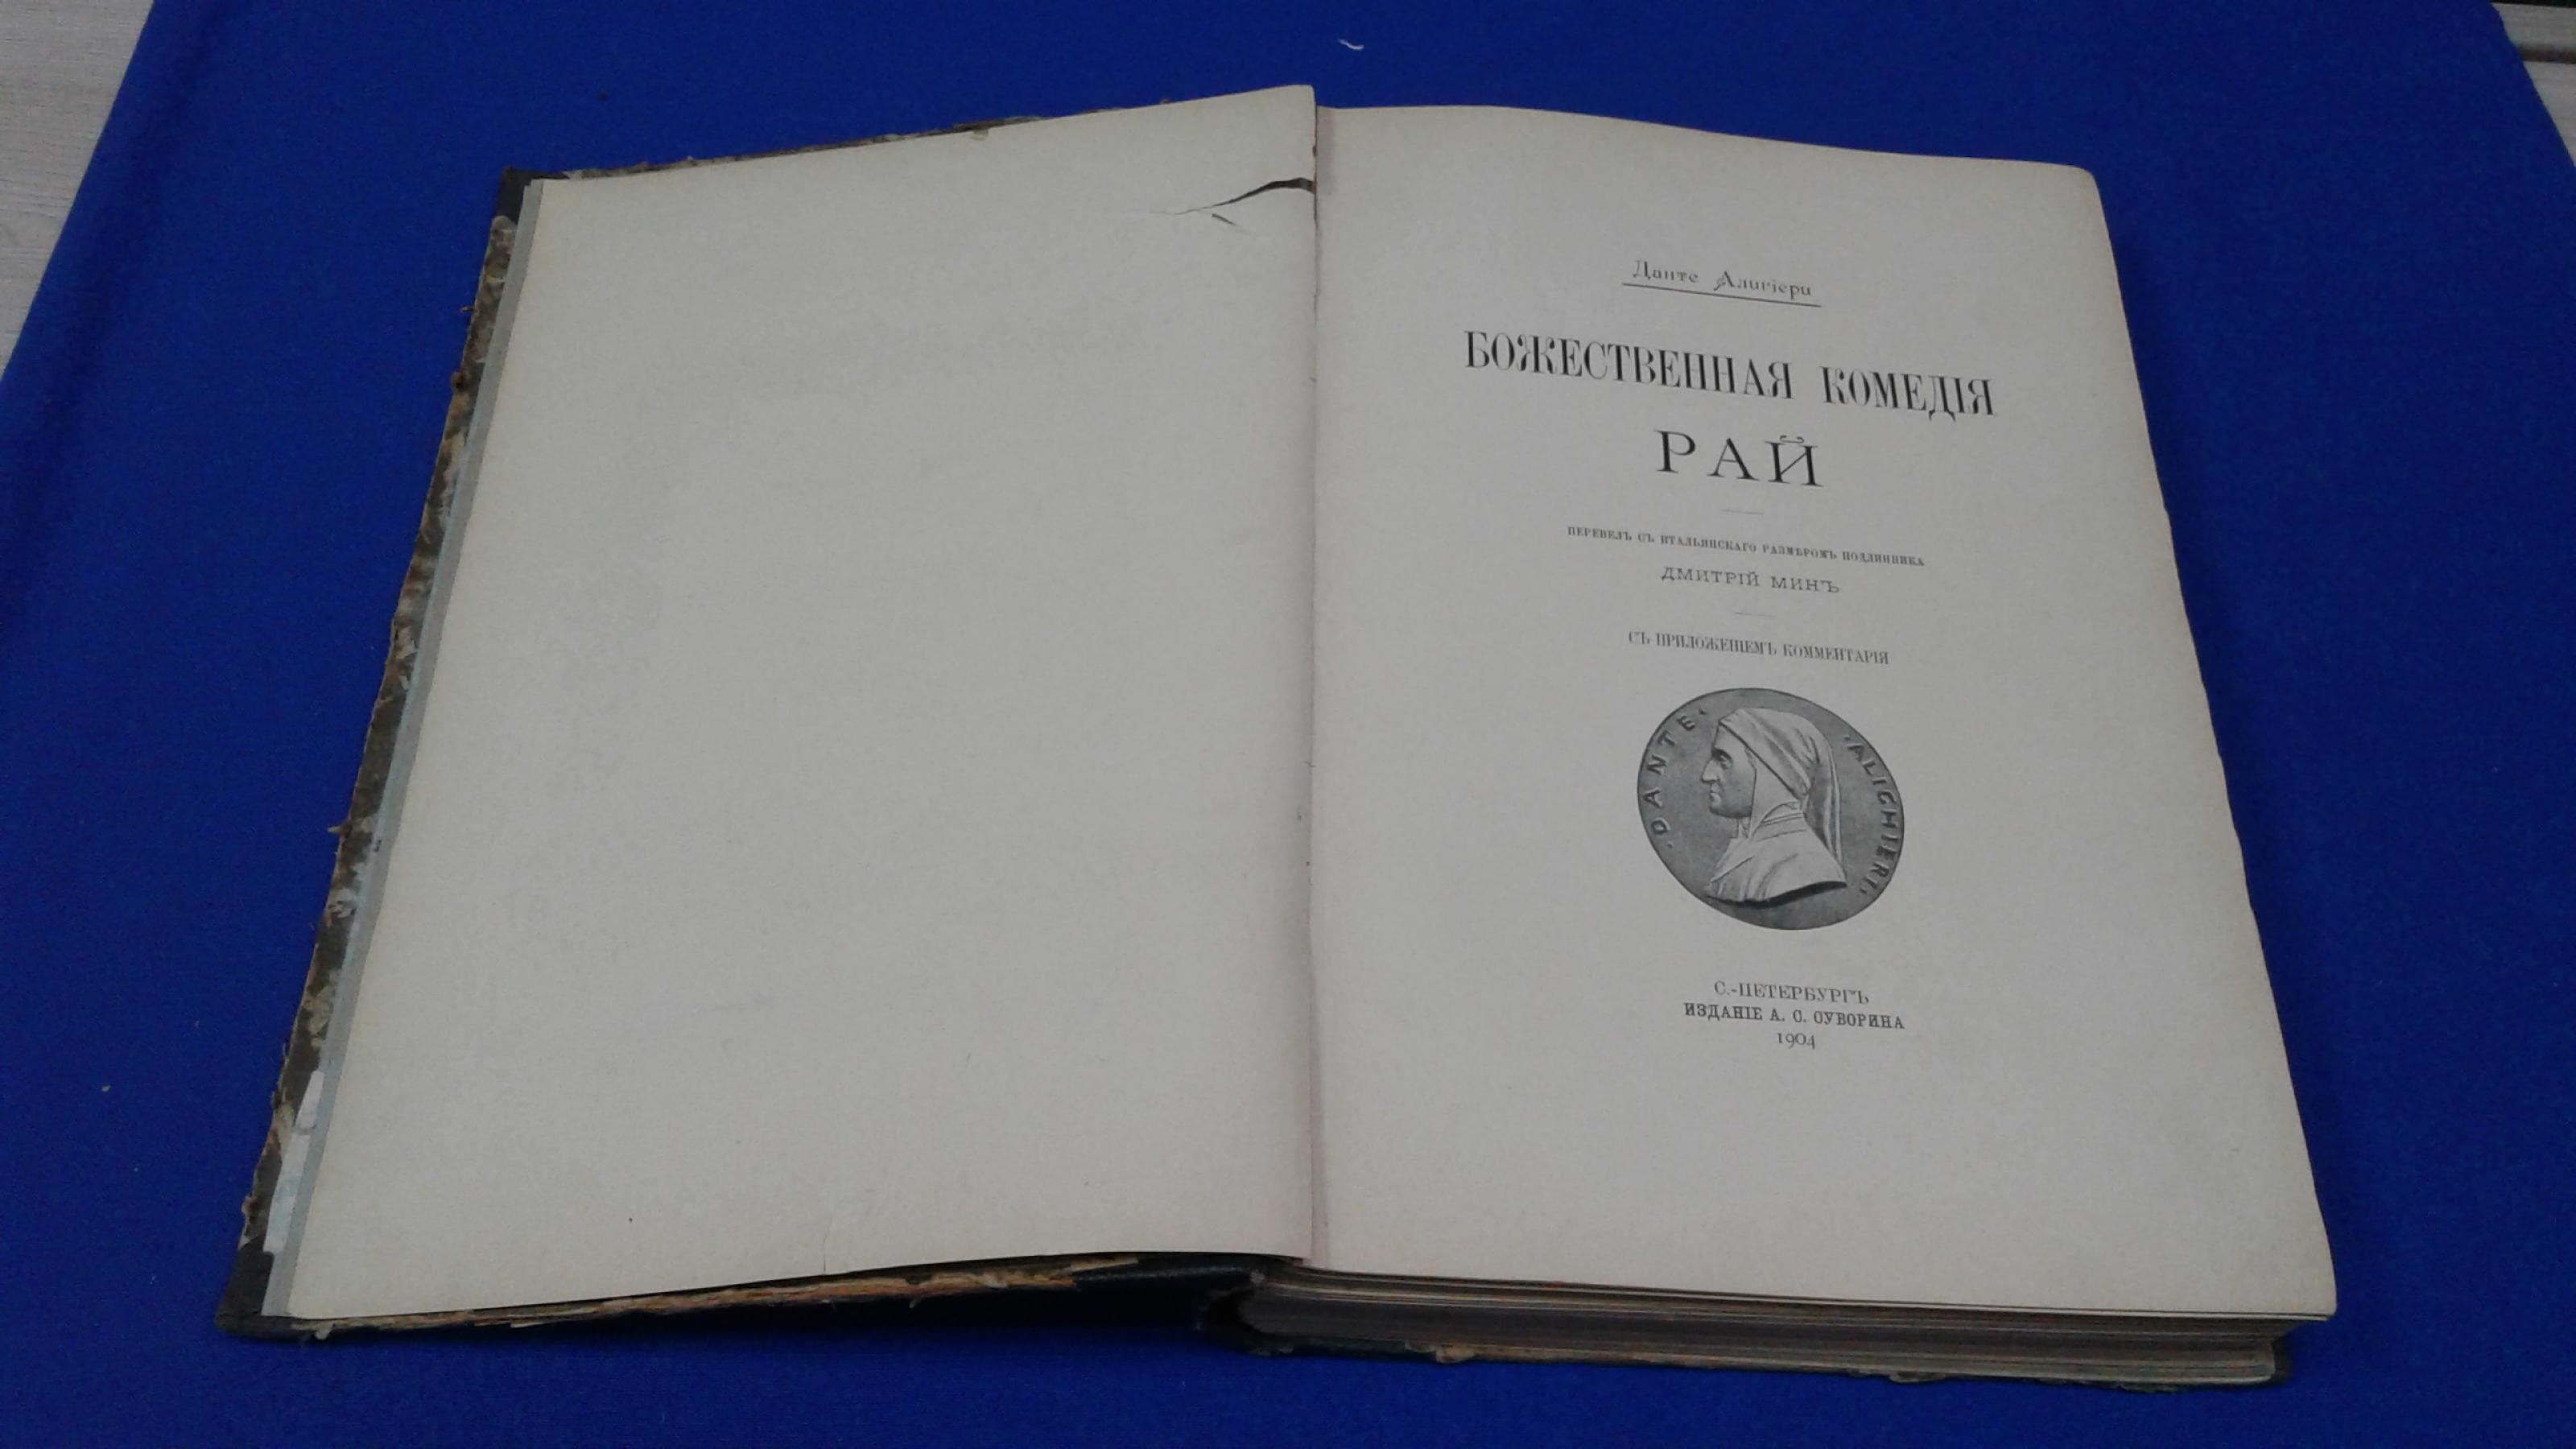 Данте Алигіери
БОЖЕСТВЕННАЯ КОМЕДІЯ
РАЙ
ПЕРЕВЕЛЪ СЪ ИТАЛЬЯНСКАГО РАЗМѢРОМЪ ПОДЛИННИКА
ДМИТРІЙ МИНЪ
СЪ ПРИЛОЖЕНІЕМЪ КОММЕНТАРІЯ
·DANTE· ·ALIGHIERI·
С.-ПЕТЕРБУРГЪ
ИЗДАНІЕ А. С. СУВОРИНА
1904